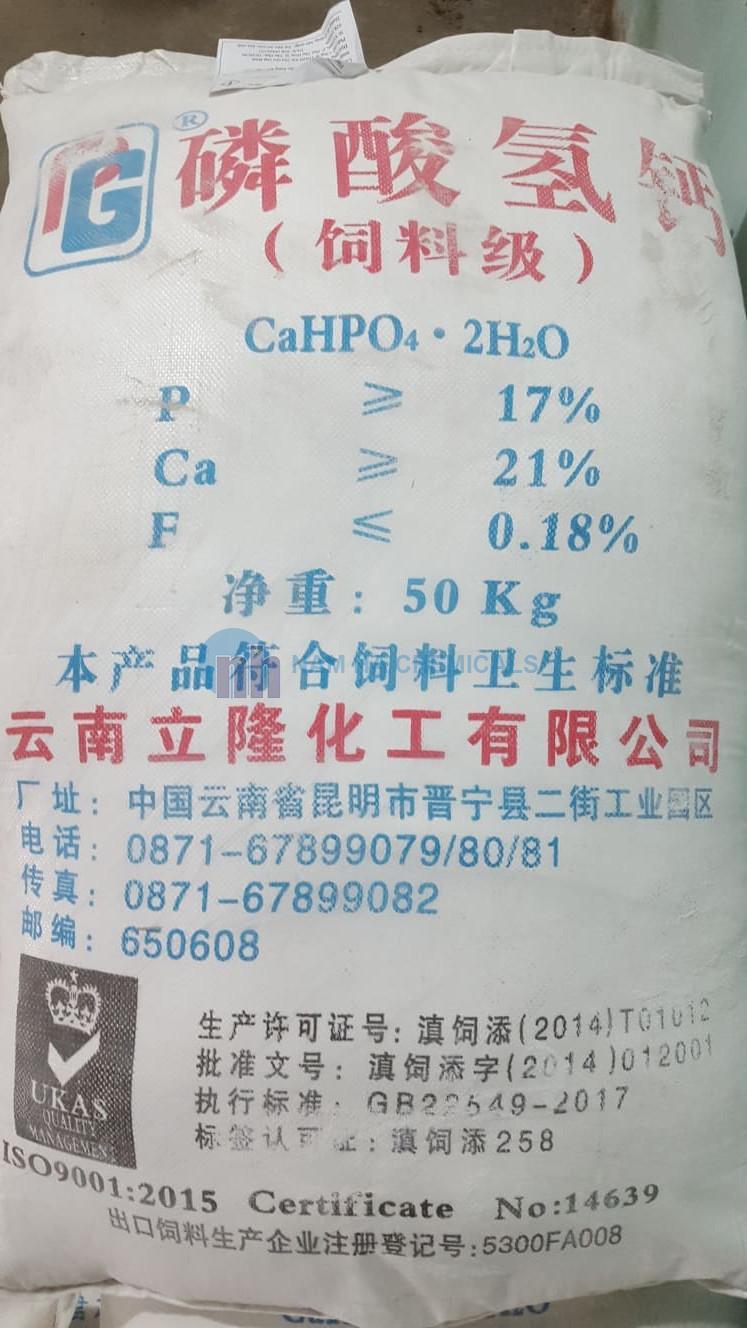 PG ®
磷酸氢钙
（饲料级）
CaHPO₄·2H₂O
P ≥ 17%
Ca ≥ 21%
F ≤ 0.18%
净重：50 Kg
本产品符合饲料卫生标准
NAM MY CHEMICALS
云南立隆化工有限公司
厂址：中国云南省昆明市晋宁县二街工业园区
电话：0871-67899079/80/81
传真：0871-67899082
邮编：650608
生产许可证号：滇饲添(2014)T01012
批准文号：滇饲添字(2014)012001
执行标准：GB22549-2017
标签认可证：滇饲添258
UKAS
QUALITY
MANAGEMENT
ISO9001:2015 Certificate No:14639
出口饲料生产企业注册登记号:5300FA008